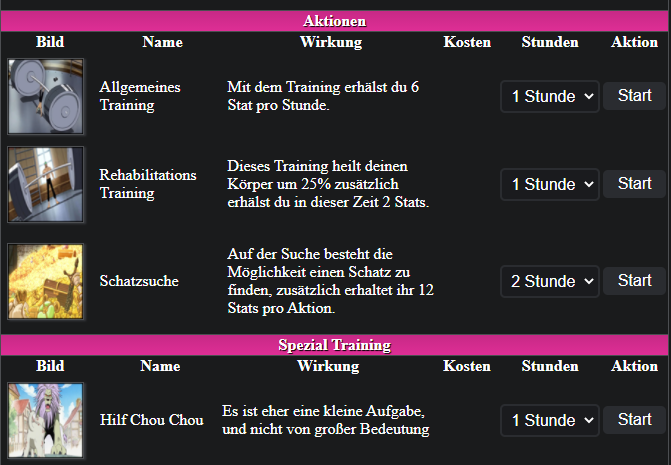 Aktionen
Bild Name Wirkung Kosten Stunden Aktion
Allgemeines
Training
Mit dem Training erhälst du 6
Stat pro Stunde.
1 Stunde
Start
Rehabilitations
Training
Dieses Training heilt deinen
Körper um 25% zusätzlich
erhälst du in dieser Zeit 2 Stats.
1 Stunde
Start
Schatzsuche
Auf der Suche besteht die
Möglichkeit einen Schatz zu
finden, zusätzlich erhaltet ihr 12
Stats pro Aktion.
2 Stunde
Start
Spezial Training
Bild Name Wirkung Kosten Stunden Aktion
Hilf Chou Chou
Es ist eher eine kleine Aufgabe,
und nicht von großer Bedeutung
1 Stunde
Start